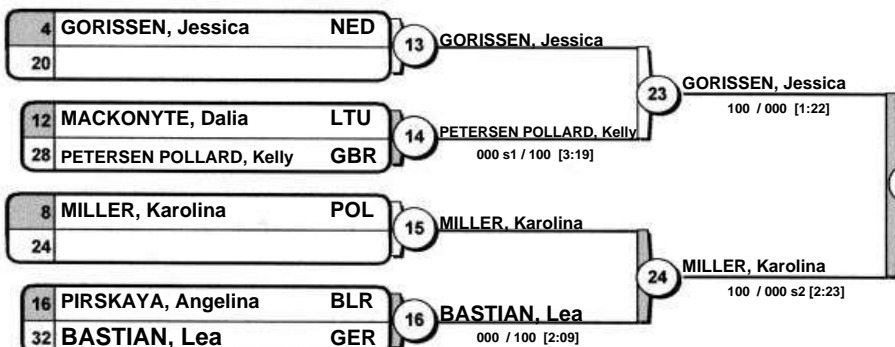 4 GORISSEN, Jessica NED
20
13 GORISSEN, Jessica
12 MACKONYTE, Dalia LTU
28 PETERSEN POLLARD, Kelly GBR
14 PETERSEN POLLARD, Kelly
000 s1 / 100 [3:19]
23 GORISSEN, Jessica
100 / 000 [1:22]
8 MILLER, Karolina POL
24
15 MILLER, Karolina
16 PIRSKAYA, Angelina BLR
32 BASTIAN, Lea GER
16 BASTIAN, Lea
000 / 100 [2:09]
24 MILLER, Karolina
100 / 000 s2 [2:23]